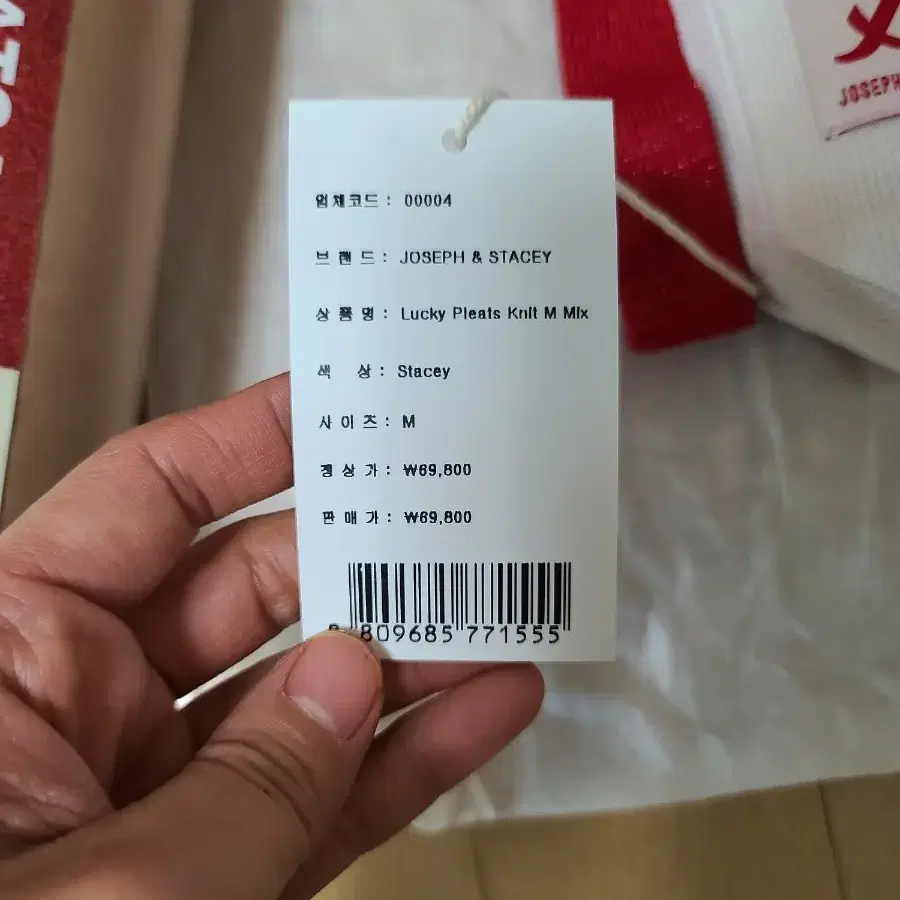 업체코드 : 00004
브 랜 드 : JOSEPH & STACEY
상 품 명 : Lucky Pleats Knit M Mix
색 상 : Stacey
사 이 즈 : M
정 상 가 : ₩69,800
판 매 가 : ₩69,800
8 809685 771555
JOSEPH